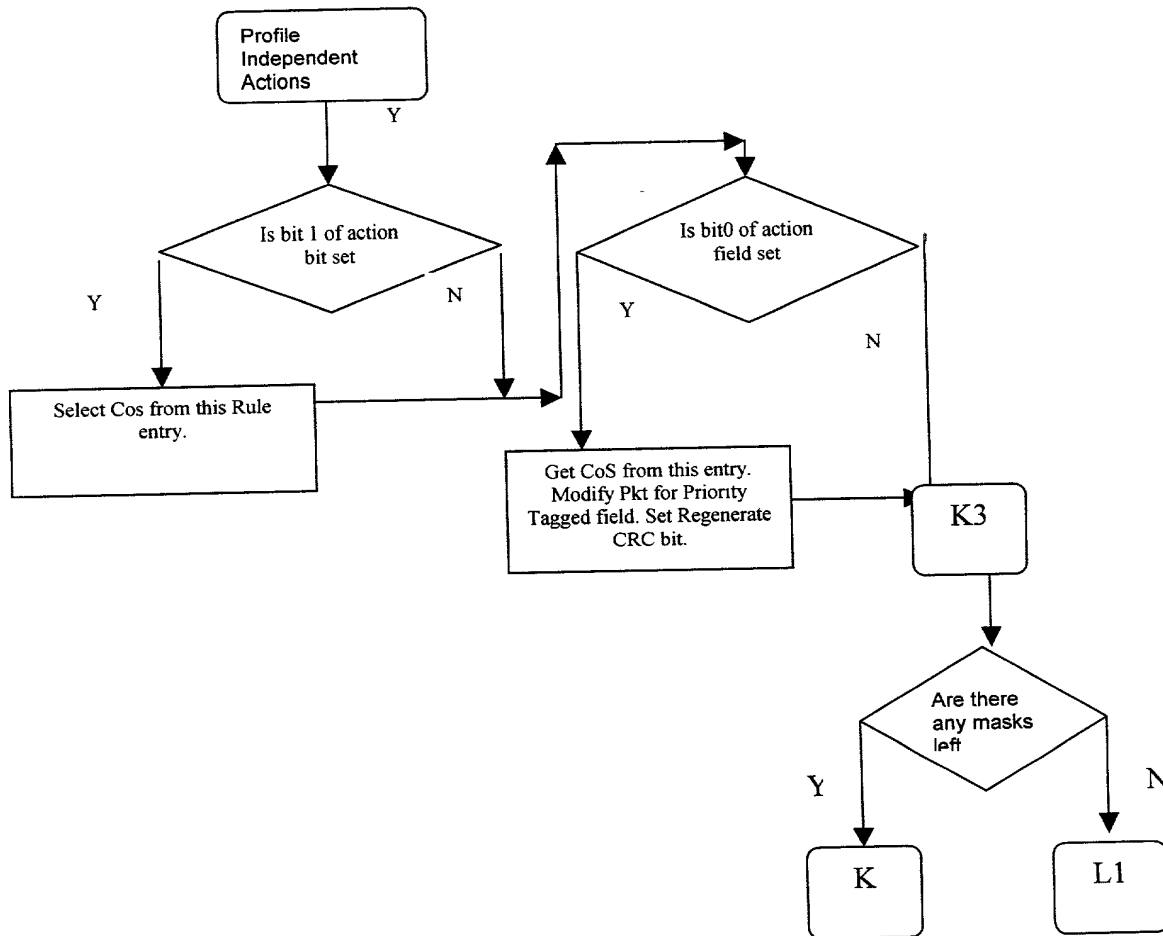 Profile
Independent
Actions
Y
Is bit 1 of action
bit set
Y
N
Is bit0 of action
field set
Y
N
Select Cos from this Rule
entry.
Get CoS from this entry.
Modify Pkt for Priority
Tagged field. Set Regenerate
CRC bit.
K3
Are there
any masks
left
Y
N
K
L1